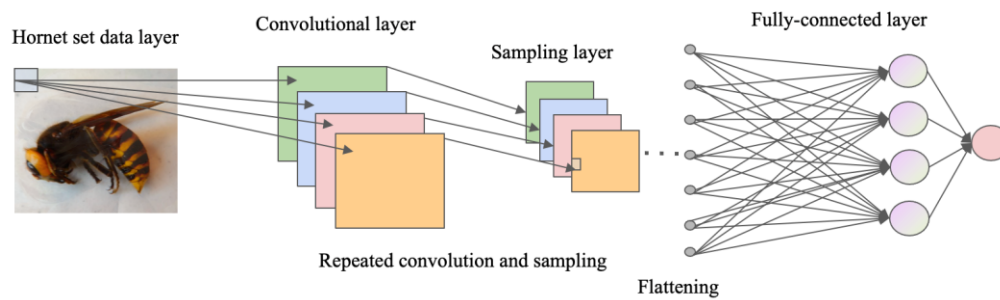 Hornet set data layer
Convolutional layer
Sampling layer
Fully-connected layer
Repeated convolution and sampling
Flattening